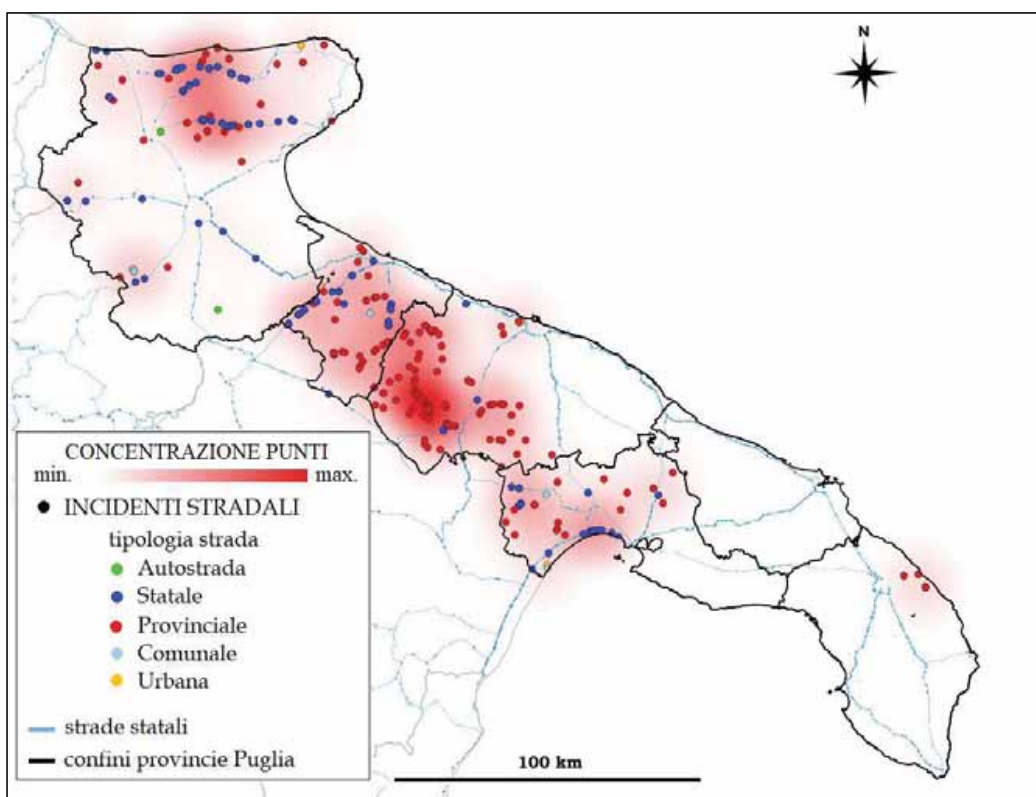 N
CONCENTRAZIONE PUNTI
min. max.
INCIDENTI STRADALI
tipologia strada
Autostrada
Statale
Provinciale
Comunale
Urbana
strade statali
confini provincie Puglia
100 km